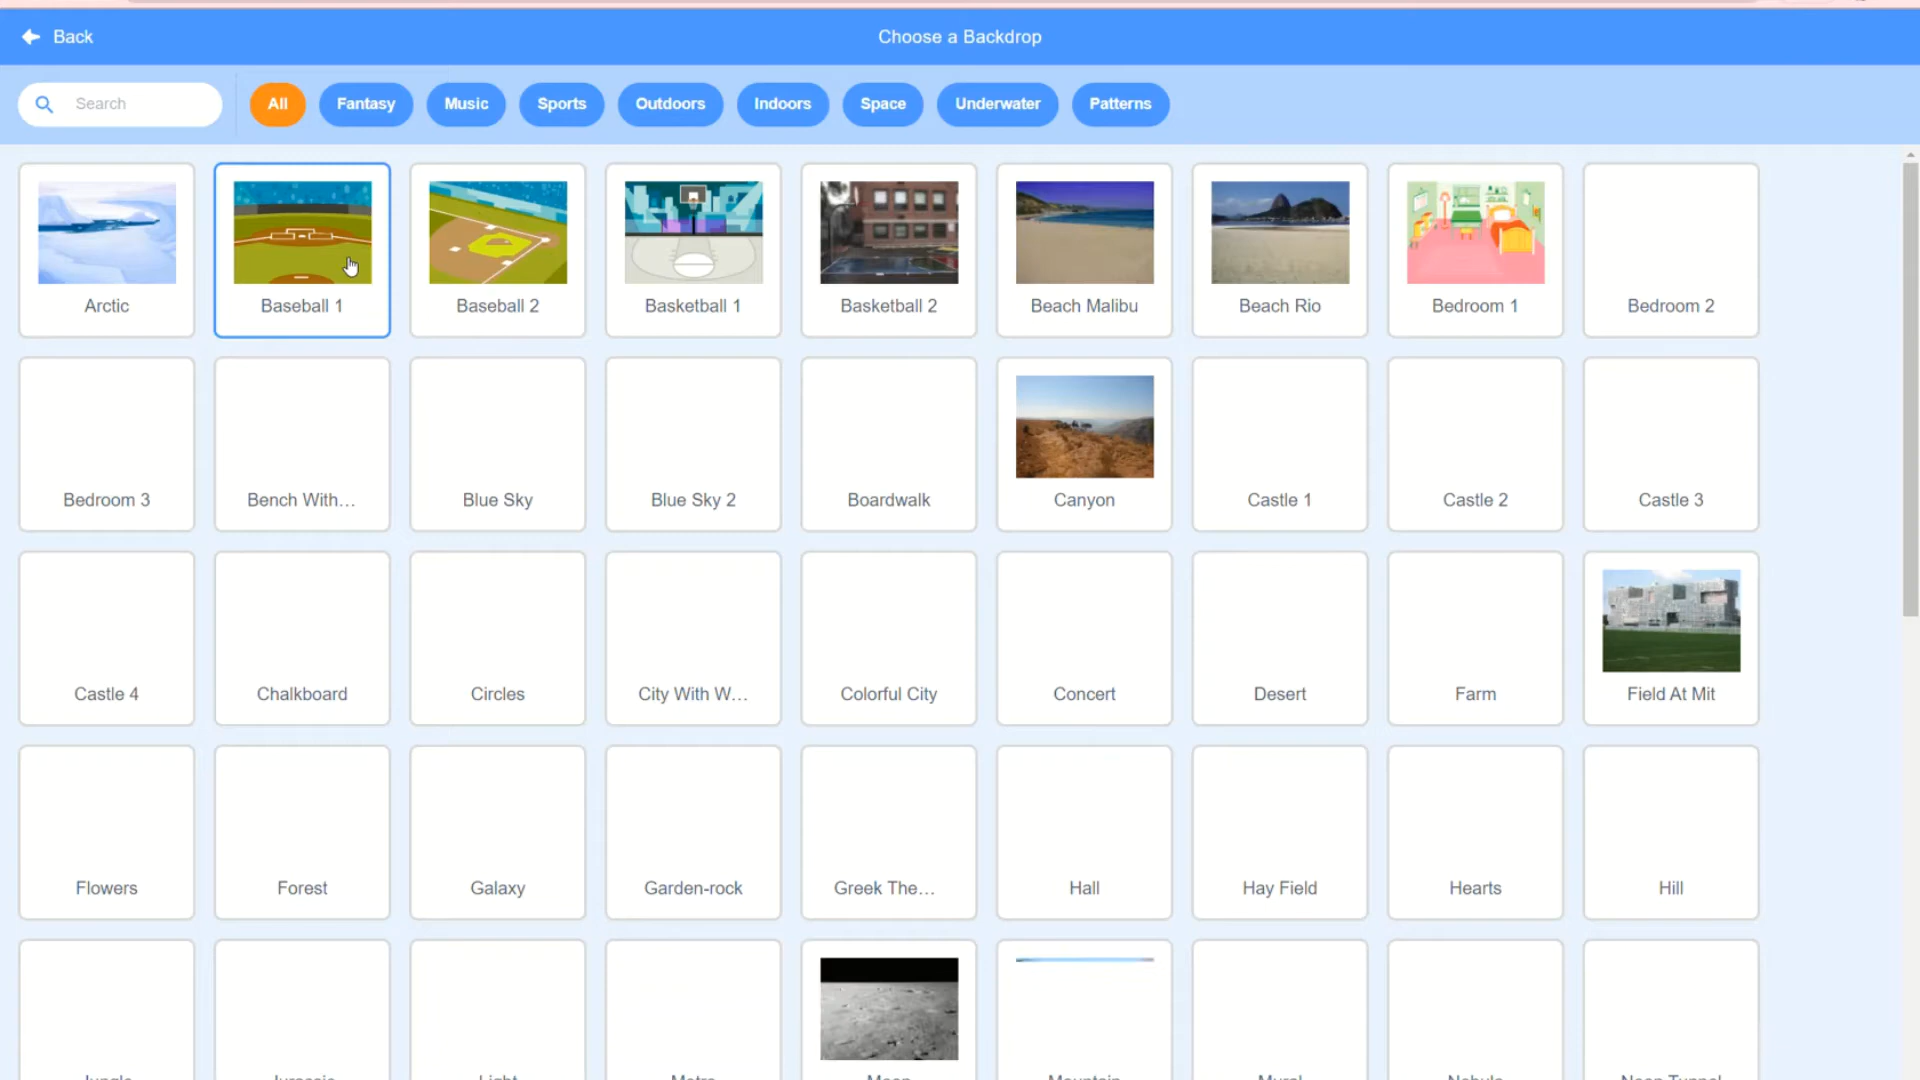 Back
Choose a Backdrop
Search
All
Fantasy
Music
Sports
Outdoors
Indoors
Space
Underwater
Patterns
Arctic
Baseball 1
Baseball 2
Basketball 1
Basketball 2
Beach Malibu
Beach Rio
Bedroom 1
Bedroom 2
Bedroom 3
Bench With...
Blue Sky
Blue Sky 2
Boardwalk
Canyon
Castle 1
Castle 2
Castle 3
Castle 4
Chalkboard
Circles
City With W...
Colorful City
Concert
Desert
Farm
Field At Mit
Flowers
Forest
Galaxy
Garden-rock
Greek The...
Hall
Hay Field
Hearts
Hill
Jungle
Jurassic
Light
Metro
Moon
Mountain
Mural
Nebula
Neon Tunnel